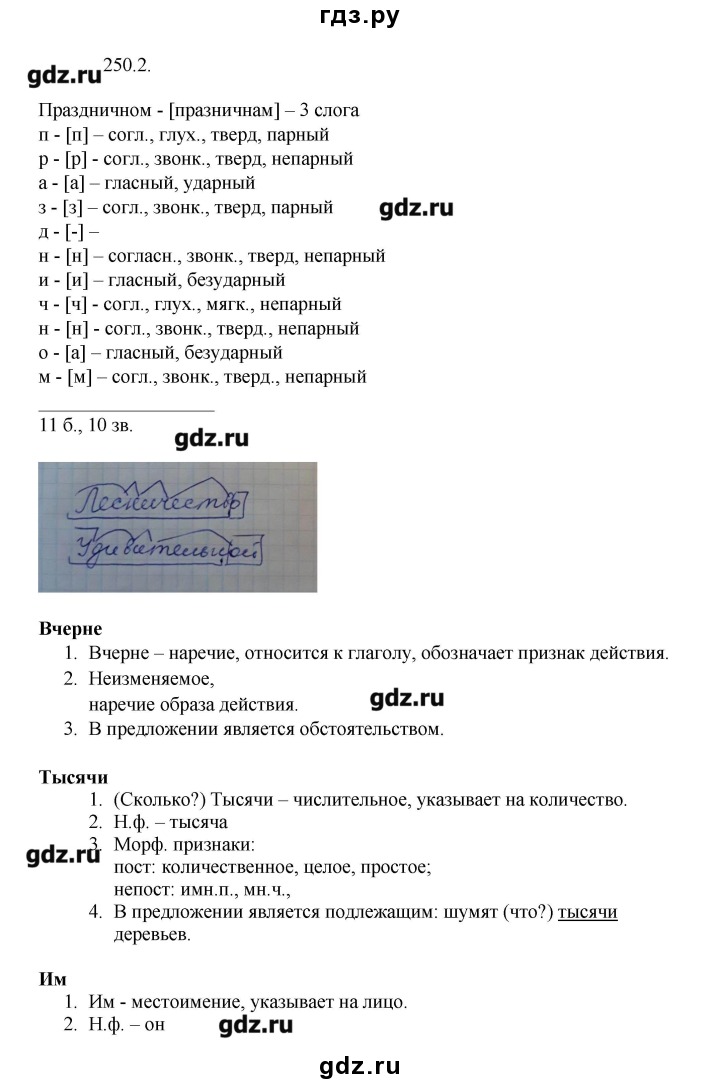 гдз.ру
gdz.ru
250.2.
Праздничном - [празничнам] – 3 слога
п - [п] – согл., глух., тверд, парный
р - [р] - согл., звонк., тверд, непарный
а - [а] – гласный, ударный
з - [з] – согл., звонк., тверд, парный
gdz.ru
д - [-] –
н - [н] – согласн., звонк., тверд, непарный
и - [и] – гласный, безударный
ч - [ч] - согл., глух., мягк., непарный
н - [н] - согл., звонк., тверд., непарный
о - [а] – гласный, безударный
м - [м] – согл., звонк., тверд., непарный
11 б., 10 зв.
gdz.ru
Лесничество
Удивительной
Вчерне
1. Вчерне – наречие, относится к глаголу, обозначает признак действия.
2. Неизменяемое,
наречие образа действия.
gdz.ru
3. В предложении является обстоятельством.
Тысячи
1. (Сколько?) Тысячи – числительное, указывает на количество.
2. Н.ф. – тысяча
3. Морф. признаки:
gdz.ru
пост: количественное, целое, простое;
непост: имн.п., мн.ч.,
4. В предложении является подлежащим: шумят (что?) тысячи
деревьев.
Им
1. Им - местоимение, указывает на лицо.
2. Н.ф. – он
gdz.ru
gdz.ru